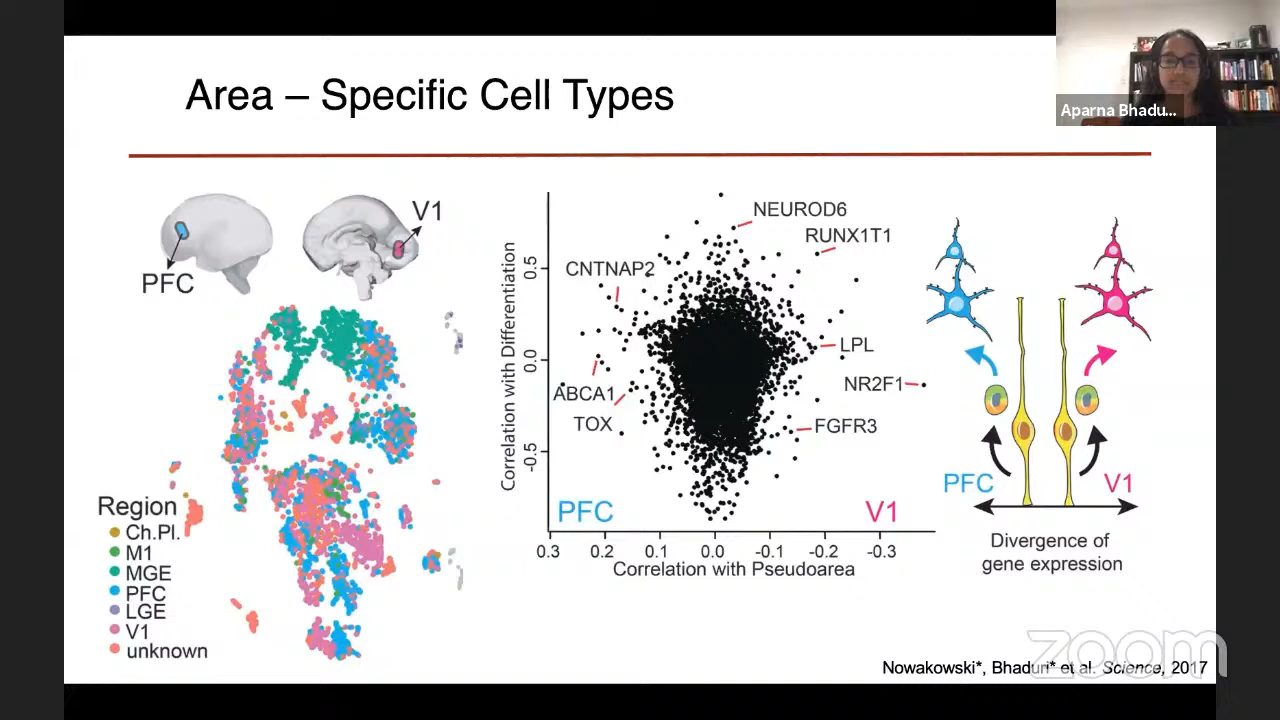 Area – Specific Cell Types
Aparna Bhadu...
V1
PFC
Region
Ch.Pl.
M1
MGE
PFC
LGE
V1
unknown
Correlation with Differentiation
0.5
0.0
-0.5
NEUROD6
RUNX1T1
CNTNAP2
LPL
NR2F1
ABCA1
TOX
FGFR3
PFC
V1
0.3 0.2 0.1 0.0 -0.1 -0.2 -0.3
Correlation with Pseudoarea
PFC
V1
Divergence of
gene expression
zoom
Nowakowski*, Bhaduri* et al. Science, 2017